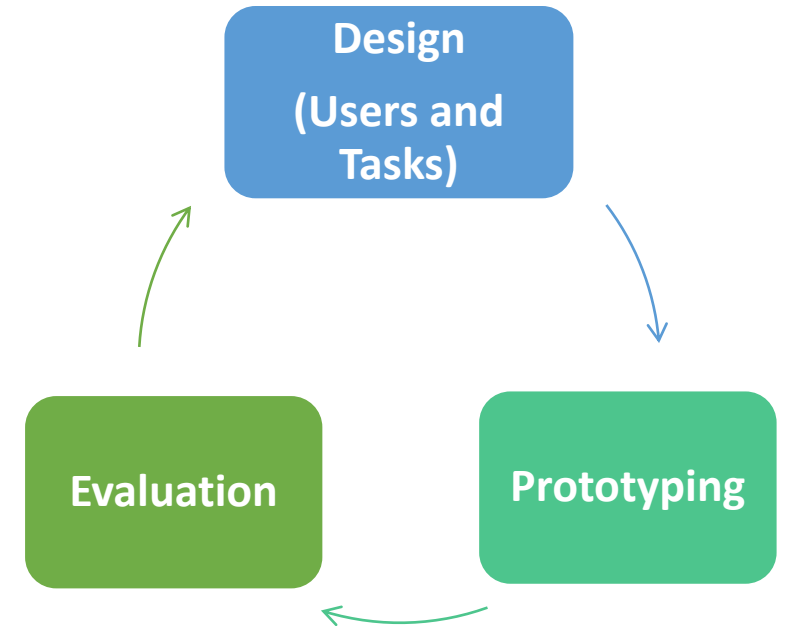 Design
(Users and
Tasks)
Evaluation
Prototyping